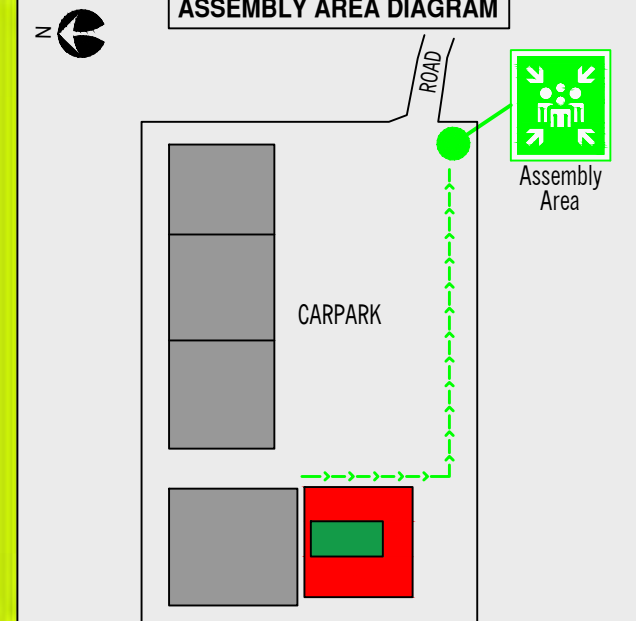 ASSEMBLY AREA DIAGRAM
N
ROAD
Assembly
Area
CARPARK